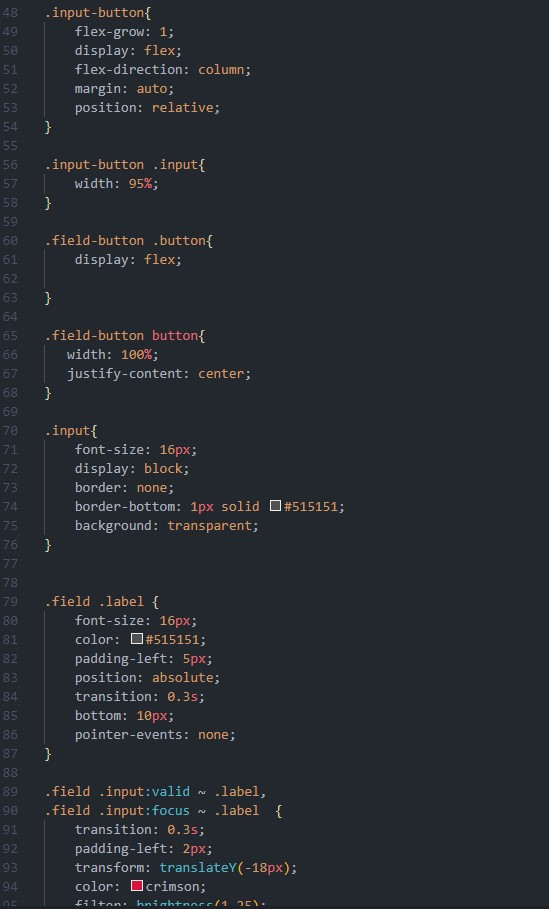 48 .input-button{
49 flex-grow: 1;
50 display: flex;
51 flex-direction: column;
52 margin: auto;
53 position: relative;
54 }
55
56 .input-button .input{
57 width: 95%;
58 }
59
60 .field-button .button{
61 display: flex;
62
63 }
64
65 .field-button button{
66 width: 100%;
67 justify-content: center;
68 }
69
70 .input{
71 font-size: 16px;
72 display: block;
73 border: none;
74 border-bottom: 1px solid #515151;
75 background: transparent;
76 }
77
78
79 .field .label {
80 font-size: 16px;
81 color: #515151;
82 padding-left: 5px;
83 position: absolute;
84 transition: 0.3s;
85 bottom: 10px;
86 pointer-events: none;
87 }
88
89 .field .input:valid ~ .label,
90 .field .input:focus ~ .label {
91 transition: 0.3s;
92 padding-left: 2px;
93 transform: translateY(-18px);
94 color: crimson;
95 filter: brightness(1.25);